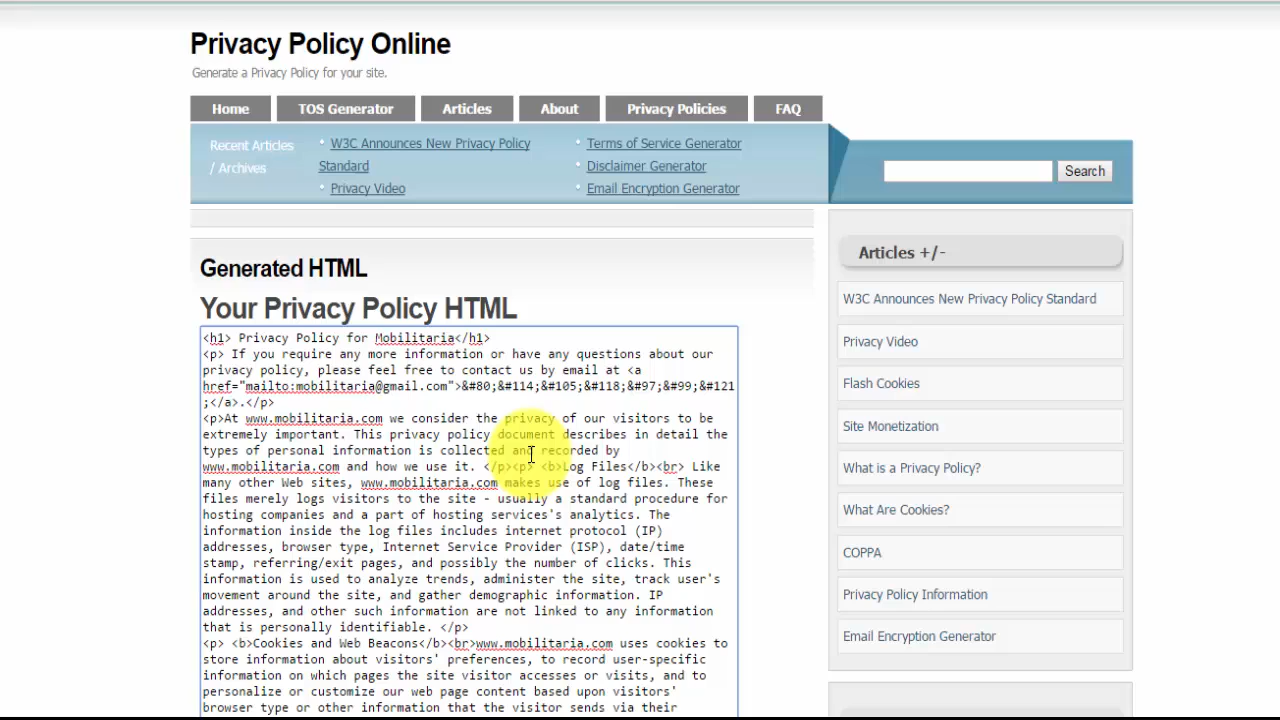 Privacy Policy Online
Generate a Privacy Policy for your site.
Home TOS Generator Articles About Privacy Policies FAQ
Recent Articles
/ Archives
W3C Announces New Privacy Policy
Standard
Privacy Video
Terms of Service Generator
Disclaimer Generator
Email Encryption Generator
Search
Generated HTML
Your Privacy Policy HTML
<h1> Privacy Policy for Mobilitaria</h1>
<p> If you require any more information or have any questions about our
privacy policy, please feel free to contact us by email at <a
href="mailto:mobilitaria@gmail.com">&#80;&#114;&#105;&#118;&#97;&#99;&#121
;</a>.</p>
<p>At www.mobilitaria.com we consider the privacy of our visitors to be
extremely important. This privacy policy document describes in detail the
types of personal information is collected and recorded by
www.mobilitaria.com and how we use it. </p><p> <b>Log Files</b><br> Like
many other Web sites, www.mobilitaria.com makes use of log files. These
files merely logs visitors to the site - usually a standard procedure for
hosting companies and a part of hosting services's analytics. The
information inside the log files includes internet protocol (IP)
addresses, browser type, Internet Service Provider (ISP), date/time
stamp, referring/exit pages, and possibly the number of clicks. This
information is used to analyze trends, administer the site, track user's
movement around the site, and gather demographic information. IP
addresses, and other such information are not linked to any information
that is personally identifiable. </p>
<p> <b>Cookies and Web Beacons</b><br>www.mobilitaria.com uses cookies to
store information about visitors' preferences, to record user-specific
information on which pages the site visitor accesses or visits, and to
personalize or customize our web page content based upon visitors'
browser type or other information that the visitor sends via their
Articles +/-
W3C Announces New Privacy Policy Standard
Privacy Video
Flash Cookies
Site Monetization
What is a Privacy Policy?
What Are Cookies?
COPPA
Privacy Policy Information
Email Encryption Generator